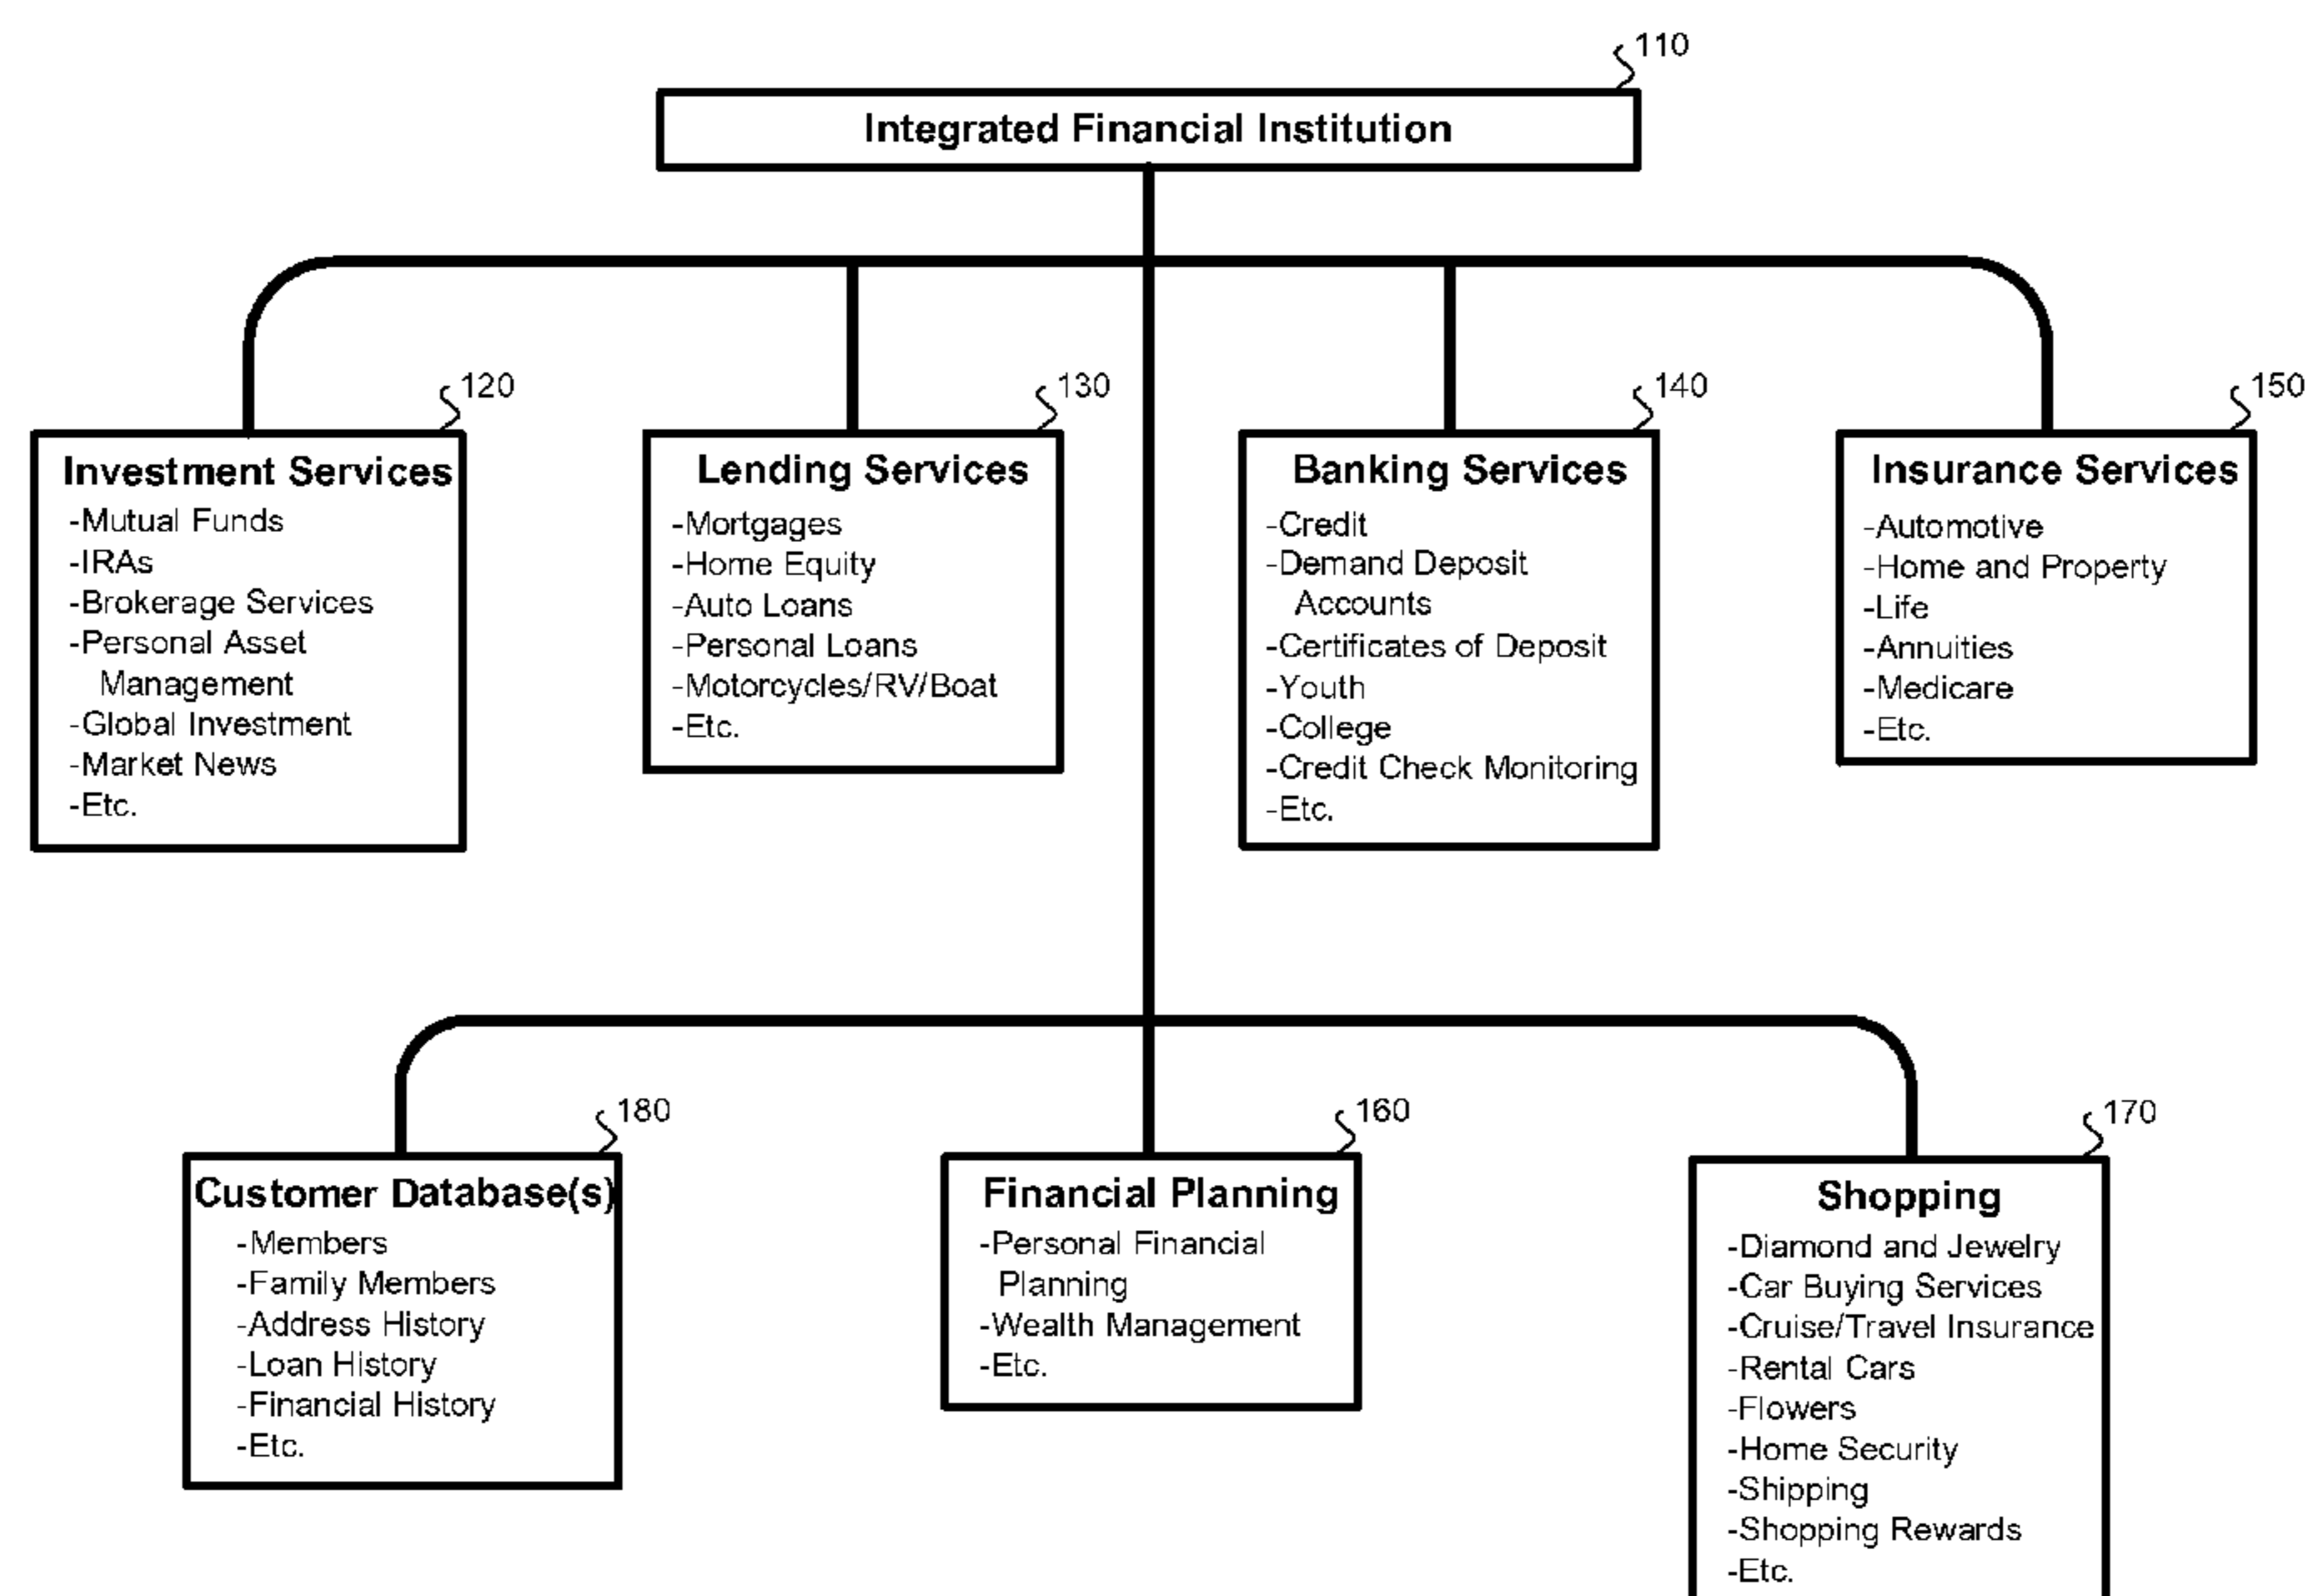 110
Integrated Financial Institution
120
Investment Services
-Mutual Funds
-IRAs
-Brokerage Services
-Personal Asset
Management
-Global Investment
-Market News
-Etc.
130
Lending Services
-Mortgages
-Home Equity
-Auto Loans
-Personal Loans
-Motorcycles/RV/Boat
-Etc.
140
Banking Services
-Credit
-Demand Deposit
Accounts
-Certificates of Deposit
-Youth
-College
-Credit Check Monitoring
-Etc.
150
Insurance Services
-Automotive
-Home and Property
-Life
-Annuities
-Medicare
-Etc.
180
Customer Database(s)
-Members
-Family Members
-Address History
-Loan History
-Financial History
-Etc.
160
Financial Planning
-Personal Financial
Planning
-Wealth Management
-Etc.
170
Shopping
-Diamond and Jewelry
-Car Buying Services
-Cruise/Travel Insurance
-Rental Cars
-Flowers
-Home Security
-Shipping
-Shopping Rewards
-Etc.